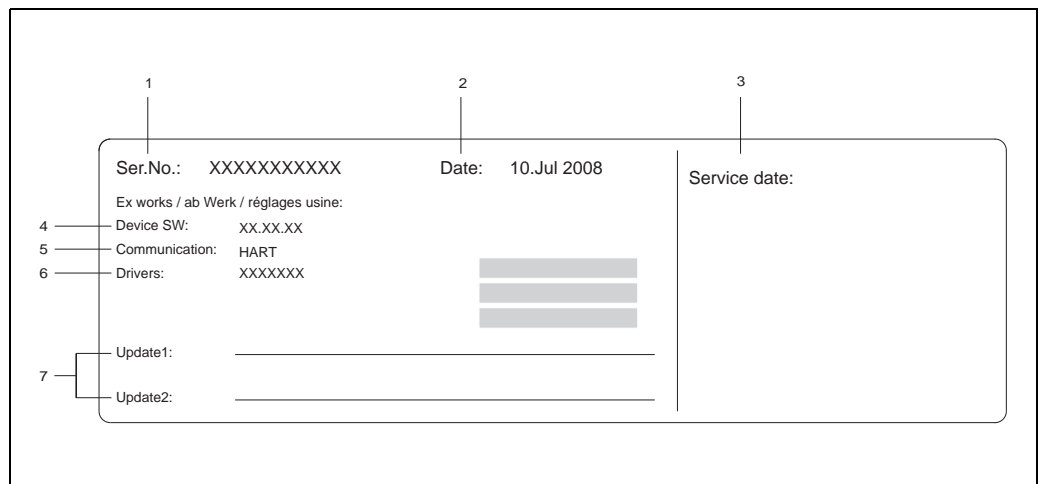 1 2 3
Ser.No.: XXXXXXXXXXX Date: 10.Jul 2008
Service date:
Ex works / ab Werk / réglages usine:
4 Device SW: XX.XX.XX
5 Communication: HART
6 Drivers: XXXXXXX
Update1:
7
Update2: